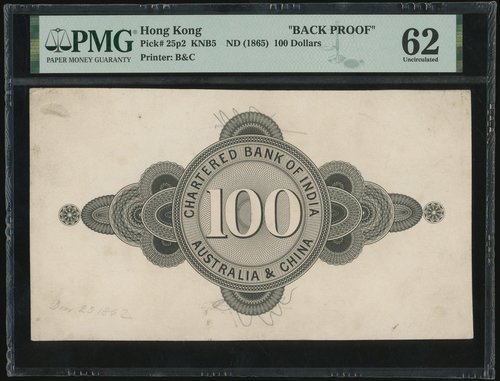 PMG
PAPER MONEY GUARANTY
Hong Kong
Pick# 25p2 KNB5
Printer: B&C
"BACK PROOF"
ND (1865) 100 Dollars
62
Uncirculated
CHARTERED BANK OF INDIA
100
AUSTRALIA & CHINA